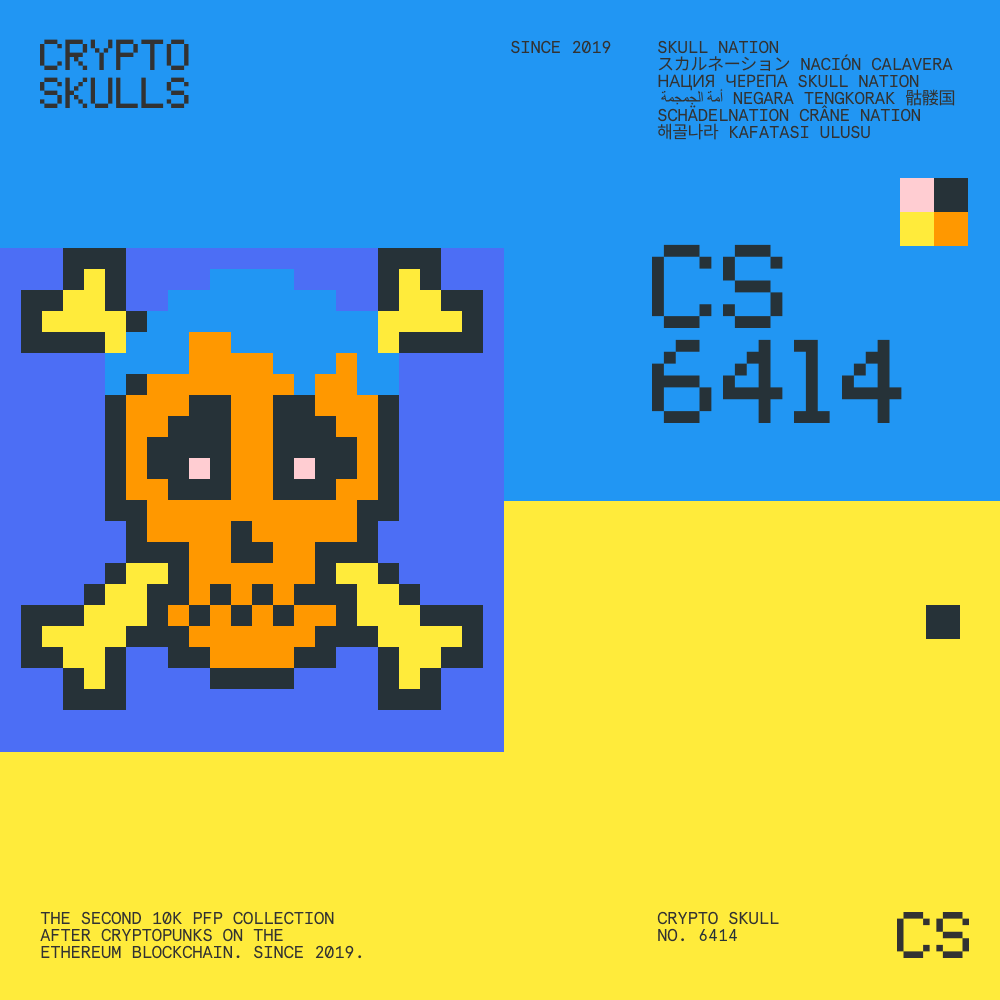 CRYPTO
SKULLS
SINCE 2019
SKULL NATION
スカルネーション NACIÓN CALAVERA
НАЦИЯ ЧЕРЕПА SKULL NATION
أمة الجمجمة NEGARA TENGKORAK 骷髅国
SCHÄDELNATION CRÂNE NATION
해골나라 KAFATASI ULUSU
CS
6414
THE SECOND 10K PFP COLLECTION
AFTER CRYPTOPUNKS ON THE
ETHEREUM BLOCKCHAIN. SINCE 2019.
CRYPTO SKULL
NO. 6414
CS